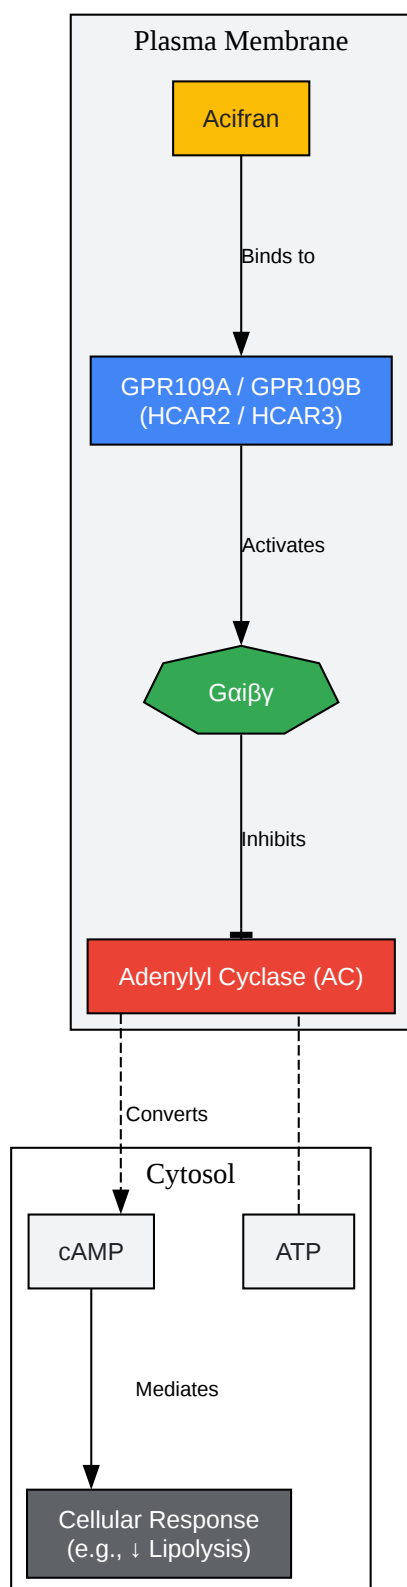 Plasma Membrane
Acifran
Binds to
GPR109A / GPR109B
(HCAR2 / HCAR3)
Activates
Gαiβγ
Inhibits
Adenylyl Cyclase (AC)
Converts
Cytosol
cAMP
ATP
Mediates
Cellular Response
(e.g., ↓ Lipolysis)